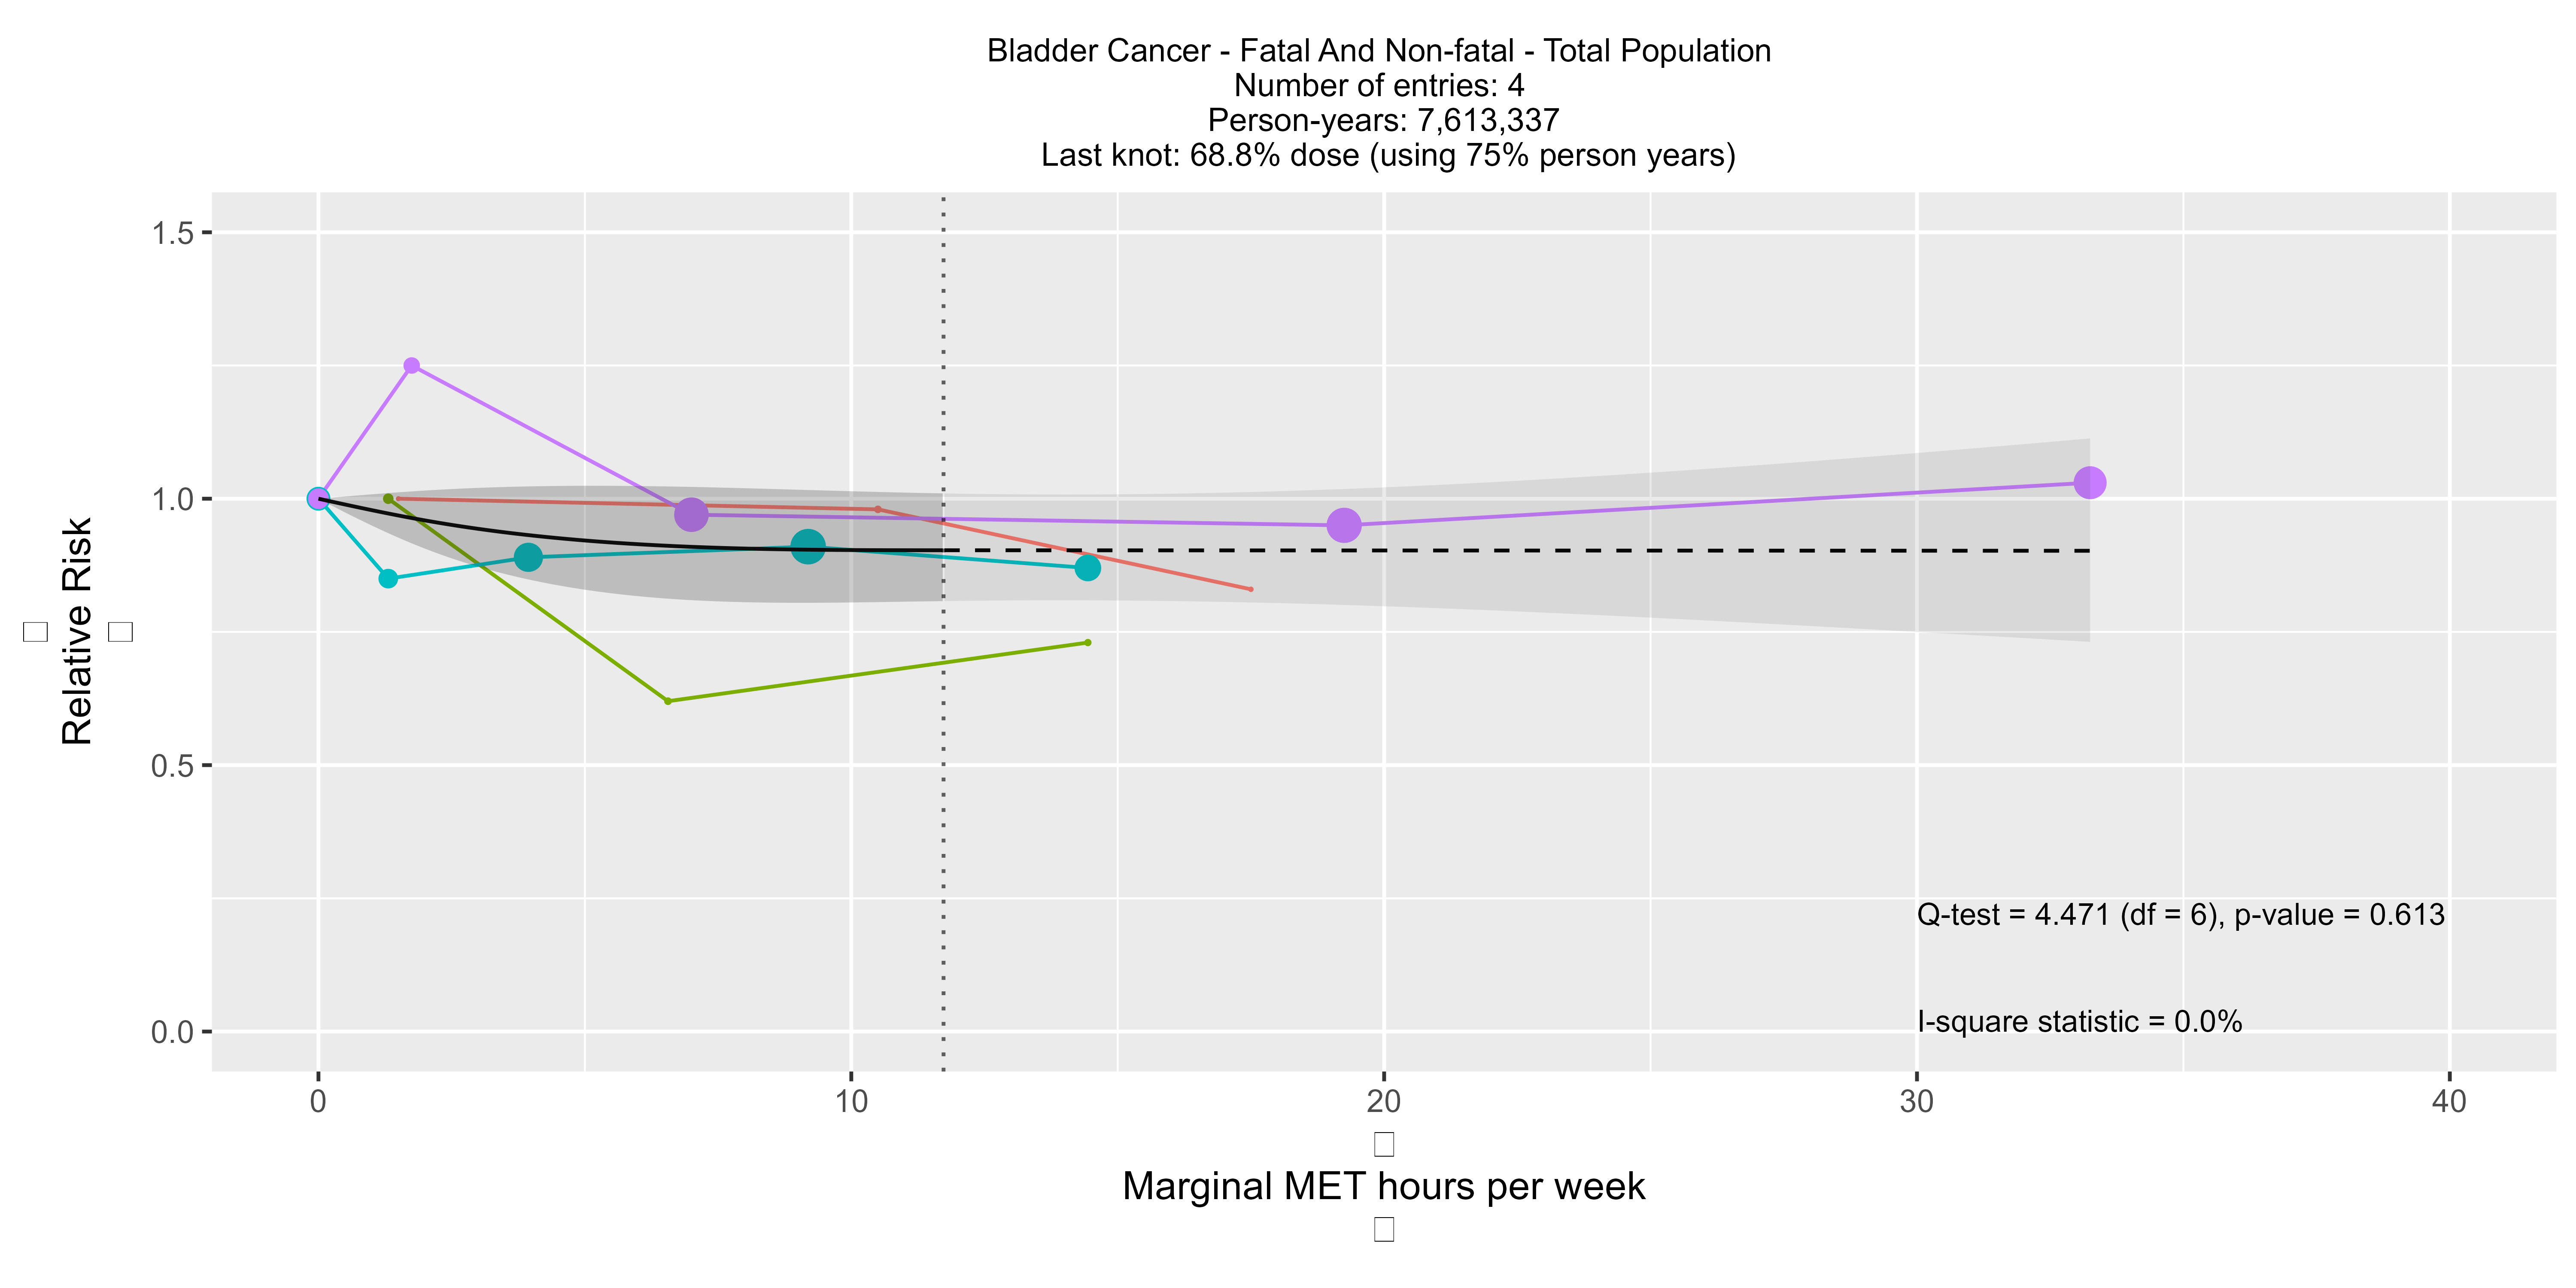 Bladder Cancer - Fatal And Non-fatal - Total Population
Number of entries: 4
Person-years: 7,613,337
Last knot: 68.8% dose (using 75% person years)
1.5
1.0
0.5
0.0
Relative Risk
Q-test = 4.471 (df = 6), p-value = 0.613
I-square statistic = 0.0%
0 10 20 30 40
Marginal MET hours per week